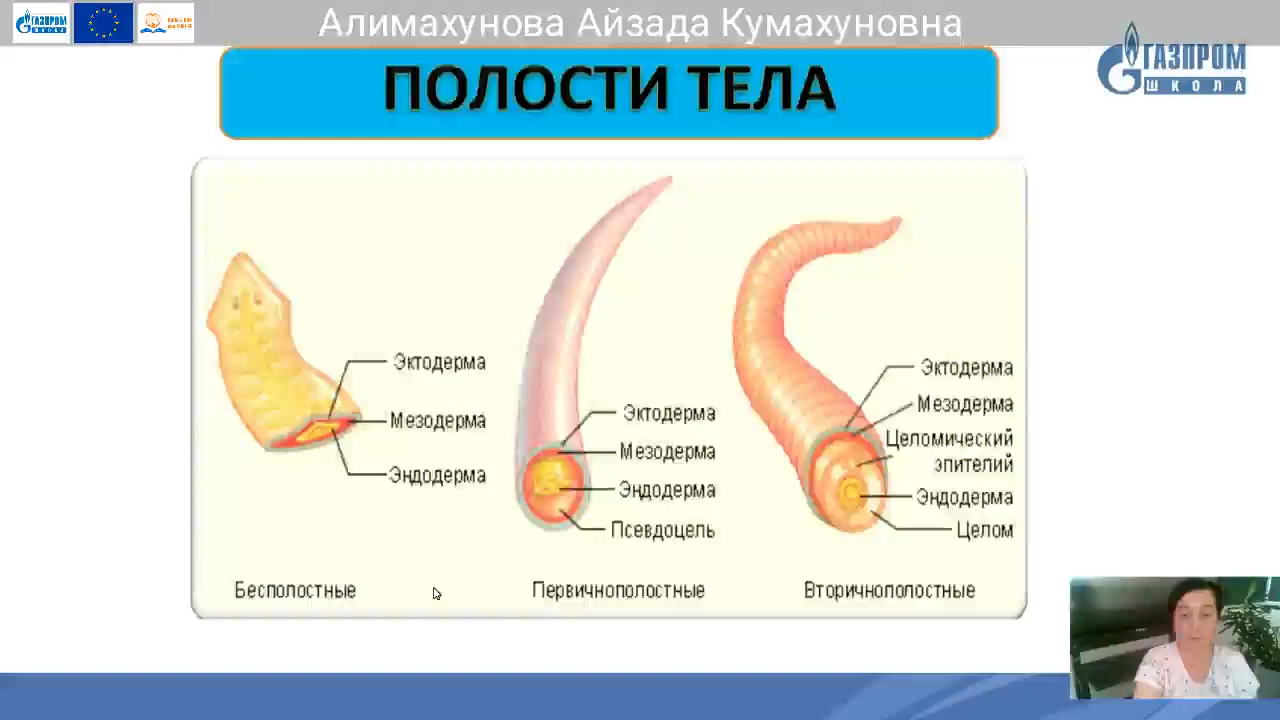 Алимахунова Айзада Кумахуновна
ГАЗПРОМ
ШКОЛА
ПОЛОСТИ ТЕЛА
Эктодерма
Мезодерма
Эндодерма
Бесполостные
Эктодерма
Мезодерма
Эндодерма
Псевдоцель
Первичнополостные
Эктодерма
Мезодерма
Целомический
эпителий
Эндодерма
Целом
Вторичнополостные